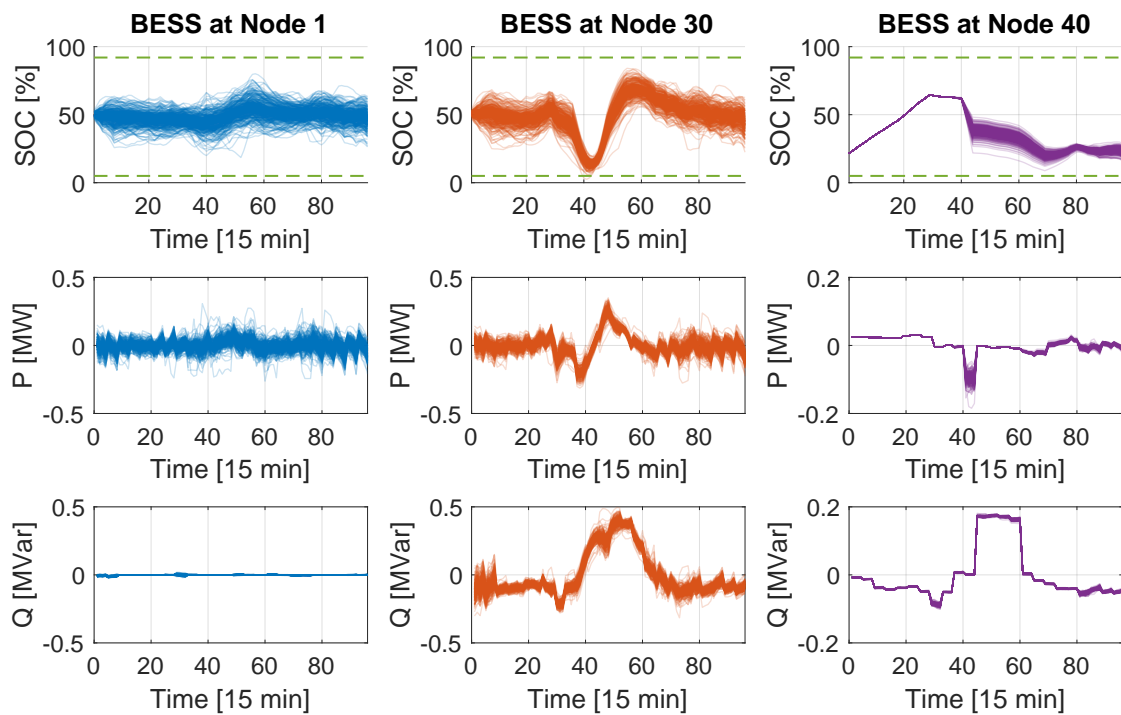 BESS at Node 1 BESS at Node 30 BESS at Node 40
100 100 100
SOC [%] SOC [%] SOC [%]
50 50 50
0 0 0
20 40 60 80 20 40 60 80 20 40 60 80
Time [15 min] Time [15 min] Time [15 min]
0.5 0.5 0.2
P [MW] P [MW] P [MW]
0 0 0
-0.5 -0.5 -0.2
0 20 40 60 80 0 20 40 60 80 0 20 40 60 80
Time [15 min] Time [15 min] Time [15 min]
0.5 0.5 0.2
Q [MVar] Q [MVar] Q [MVar]
0 0 0
-0.5 -0.5 -0.2
0 20 40 60 80 0 20 40 60 80 0 20 40 60 80
Time [15 min] Time [15 min] Time [15 min]